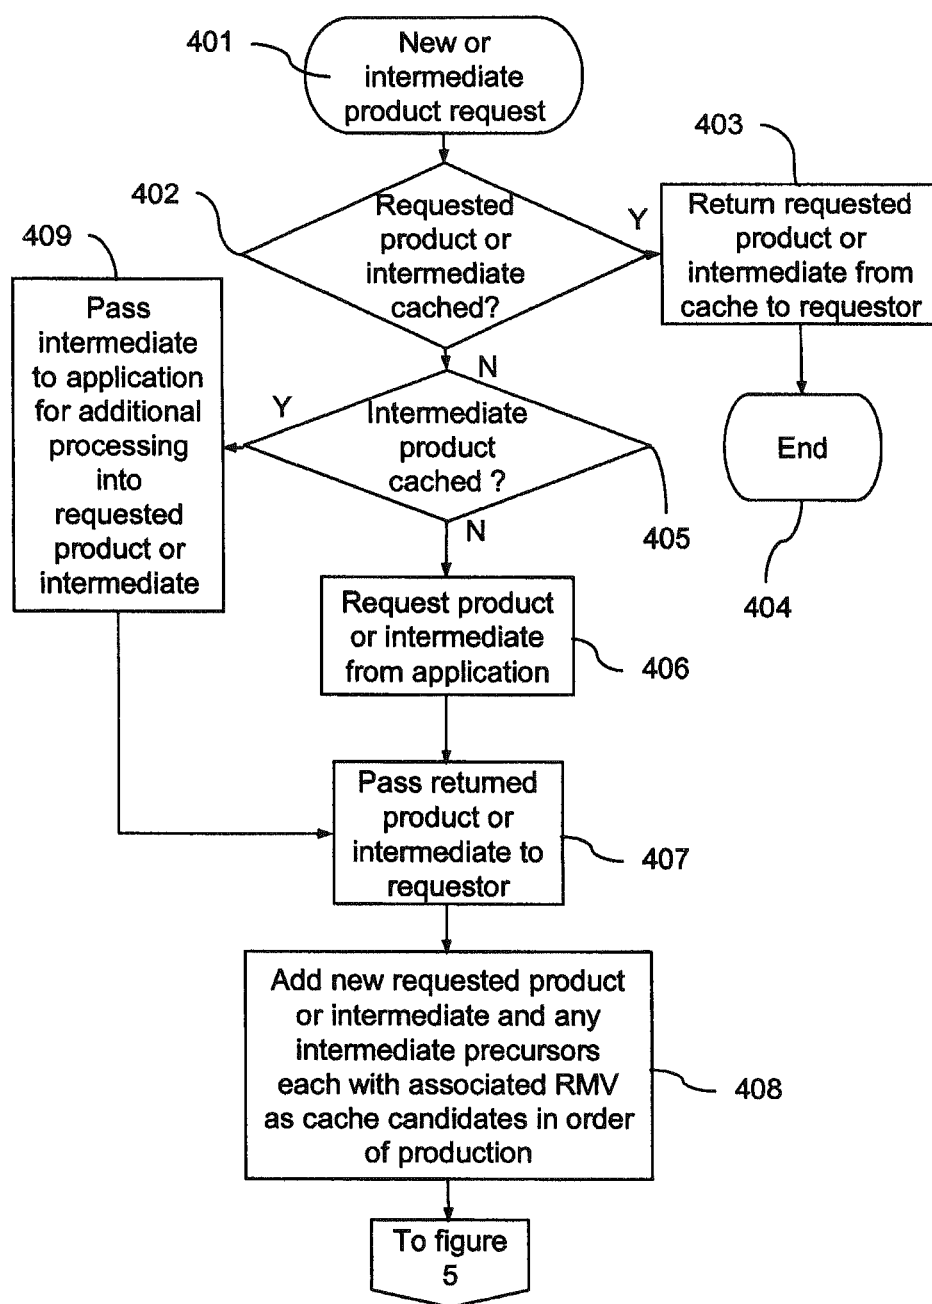 401
New or
intermediate
product request
402
Requested
product or
intermediate
cached?
Y
N
403
Return requested
product or
intermediate from
cache to requestor
End
404
409
Pass
intermediate
to application
for additional
processing
into
requested
product or
intermediate
Y
Intermediate
product
cached ?
405
N
Request product
or intermediate
from application
406
Pass returned
product or
intermediate to
requestor
407
Add new requested product
or intermediate and any
intermediate precursors
each with associated RMV
as cache candidates in order
of production
408
To figure
5